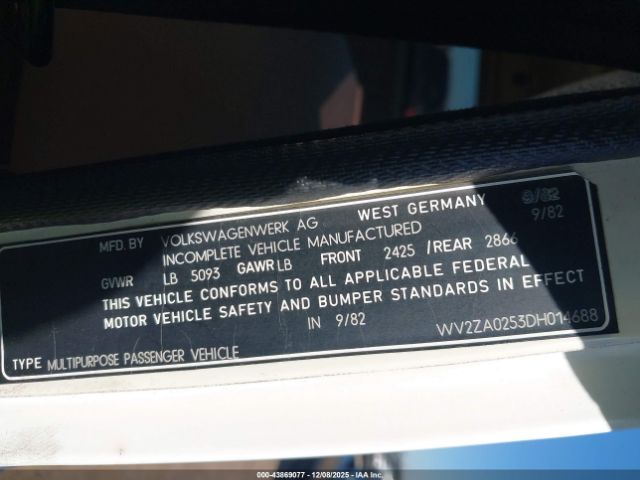 MFD. BY VOLKSWAGENWERK AG WEST GERMANY 9/82
INCOMPLETE VEHICLE MANUFACTURED 9/82
GVWR LB 5093 GAWR LB FRONT 2425 /REAR 2866
THIS VEHICLE CONFORMS TO ALL APPLICABLE FEDERAL
MOTOR VEHICLE SAFETY AND BUMPER STANDARDS IN EFFECT
IN 9/82 WV2ZA0253DH014688
TYPE MULTIPURPOSE PASSENGER VEHICLE
000-43869077 | 12/08/2025 - IAA Inc.